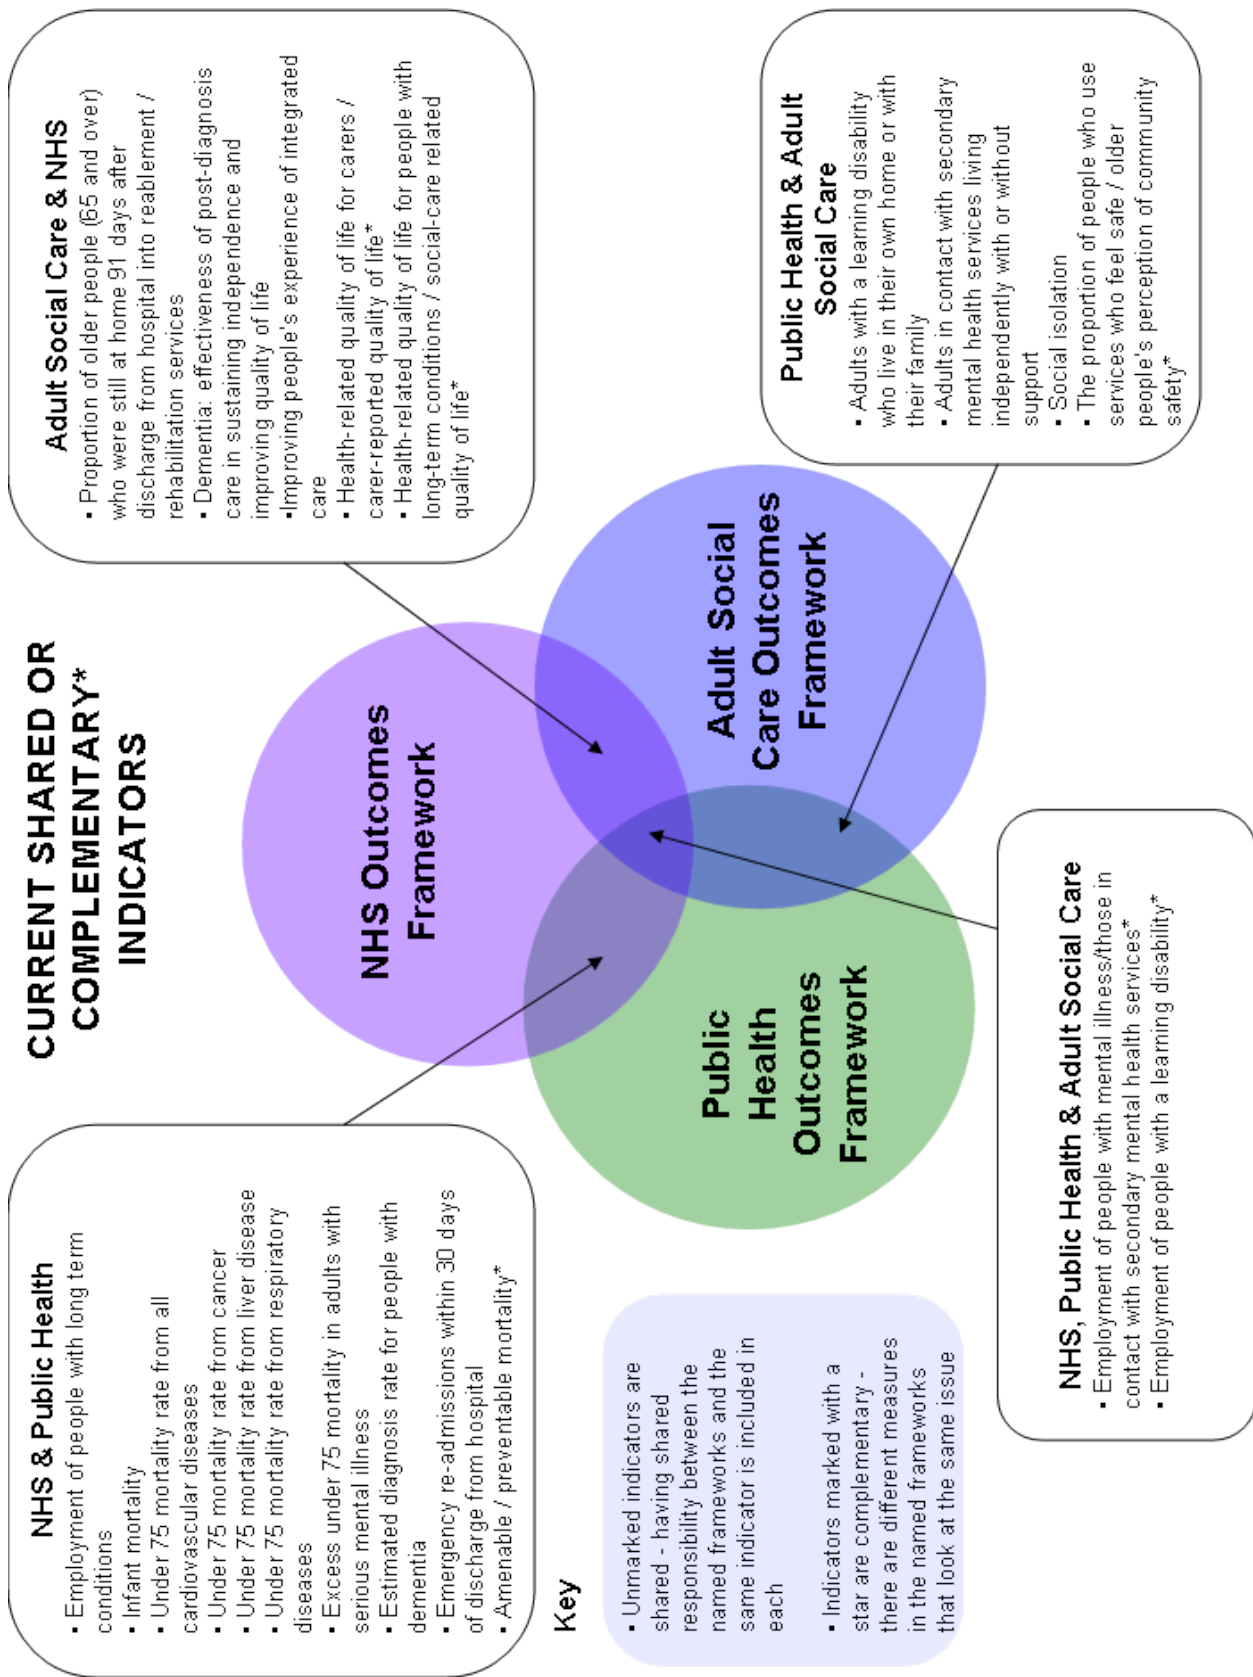 CURRENT SHARED OR
COMPLEMENTARY*
INDICATORS
NHS & Public Health
• Employment of people with long term
conditions
• Infant mortality
• Under 75 mortality rate from all
cardiovascular diseases
• Under 75 mortality rate from cancer
• Under 75 mortality rate from liver disease
• Under 75 mortality rate from respiratory
diseases
• Excess under 75 mortality in adults with
serious mental illness
• Estimated diagnosis rate for people with
dementia
• Emergency re-admissions within 30 days
of discharge from hospital
• Amenable / preventable mortality*
Adult Social Care & NHS
• Proportion of older people (65 and over)
who were still at home 91 days after
discharge from hospital into reablement /
rehabilitation services
• Dementia: effectiveness of post-diagnosis
care in sustaining independence and
improving quality of life
•Improving people's experience of integrated
care
• Health-related quality of life for carers /
carer-reported quality of life*
• Health-related quality of life for people with
long-term conditions / social-care related
quality of life*
NHS Outcomes
Framework
Public
Health
Outcomes
Framework
Adult Social
Care Outcomes
Framework
Key
• Unmarked indicators are
shared - having shared
responsibility between the
named frameworks and the
same indicator is included in
each
• Indicators marked with a
star are complementary -
there are different measures
in the named frameworks
that look at the same issue
NHS, Public Health & Adult Social Care
• Employment of people with mental illness/those in
contact with secondary mental health services*
• Employment of people with a learning disability*
Public Health & Adult
Social Care
• Adults with a learning disability
who live in their own home or with
their family
• Adults in contact with secondary
mental health services living
independently with or without
support
• Social isolation
• The proportion of people who use
services who feel safe / older
people's perception of community
safety*